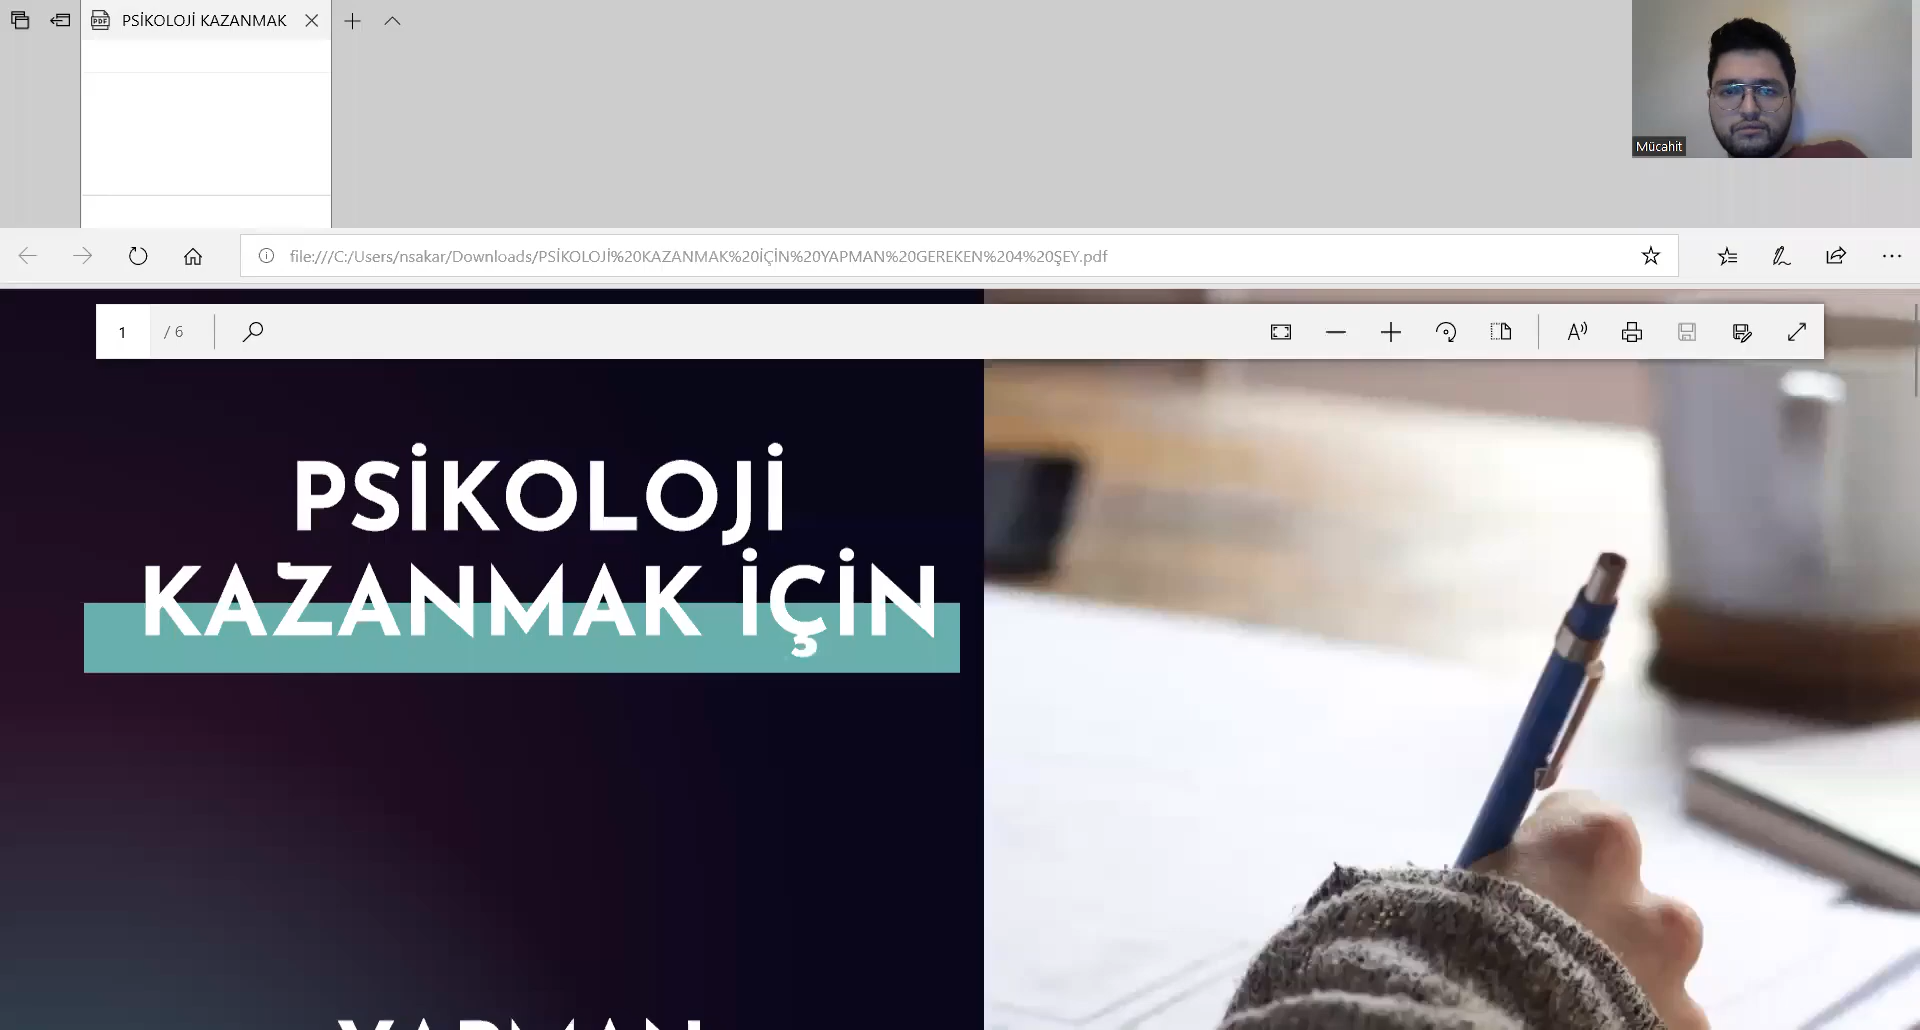 PSİKOLOJİ KAZANMAK
Mücahit
file:///C:/Users/nsakar/Downloads/PSİKOLOJİ%20KAZANMAK%20İÇİN%20YAPMAN%20GEREKEN%204%20ŞEY.pdf
1 / 6
PSİKOLOJİ
KAZANMAK İÇİN
YAPMAN